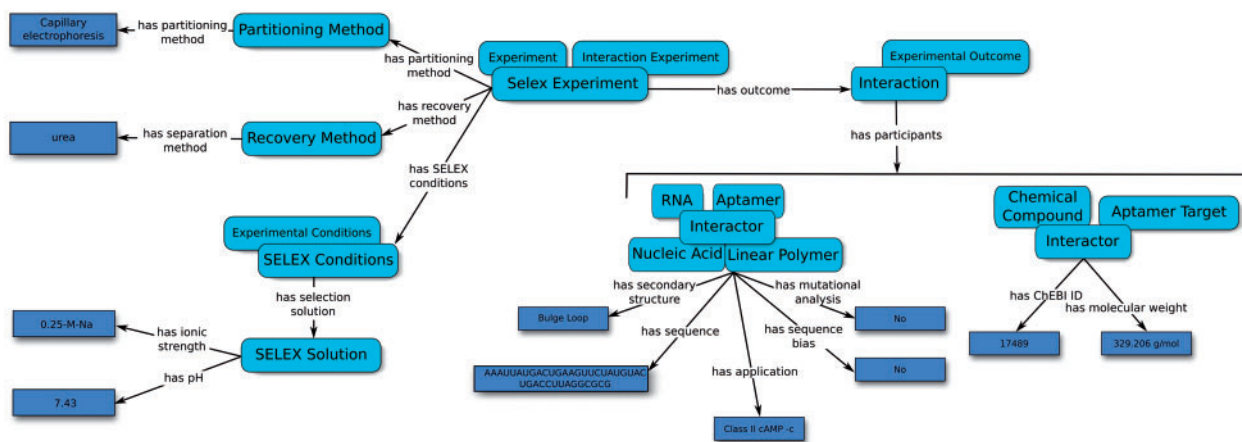 Capillary
electrophoresis
has partitioning
method
Partitioning Method
has partitioning
method
Experiment
Interaction Experiment
Selex Experiment
has outcome
Experimental Outcome
Interaction
has participants
urea
has separation
method
Recovery Method
has recovery
method
has SELEX
conditions
Experimental Conditions
SELEX Conditions
has selection
solution
SELEX Solution
0.25-M-Na
has ionic
strength
has pH
7.43
RNA
Aptamer
Interactor
Nucleic Acid
Linear Polymer
has secondary
structure
Bulge Loop
has sequence
AAAUUAUGACUGAAGUUCUAUGUAC
UGACCUUAGGCGCG
has application
Class II cAMP -c
has mutational
analysis
No
has sequence
bias
No
Chemical
Compound
Aptamer Target
Interactor
has ChEBI ID
17489
has molecular weight
329.206 g/mol